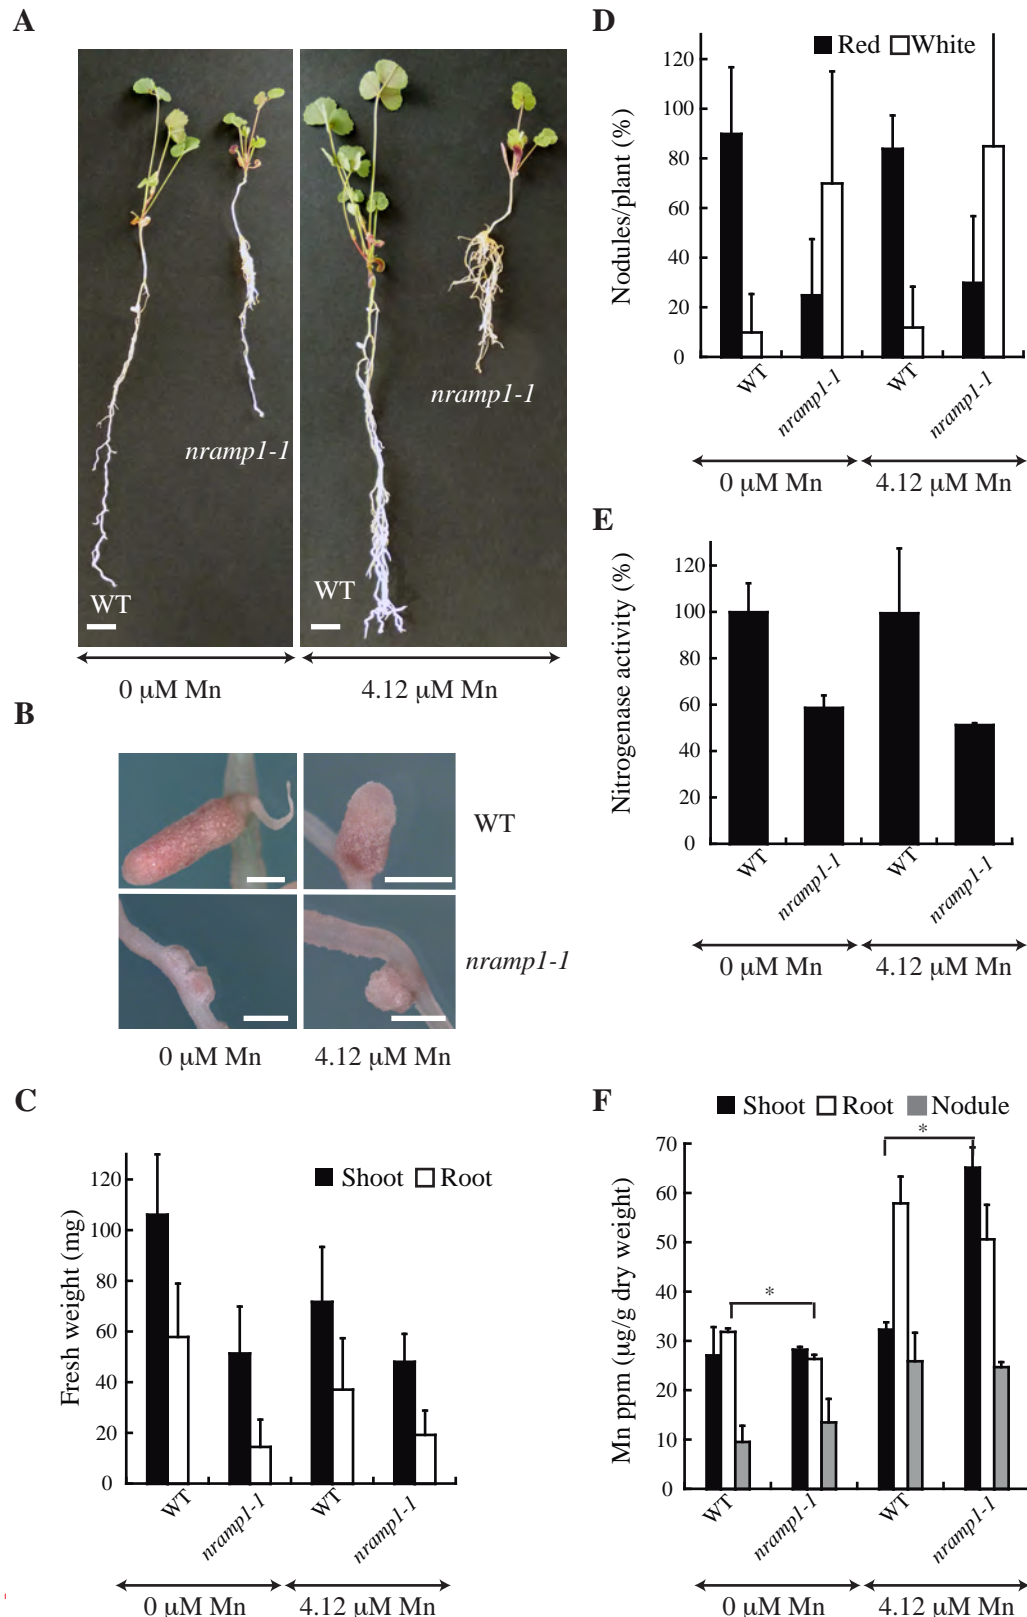 A
WT
nramp1-1
WT
nramp1-1
0 µM Mn
4.12 µM Mn
B
WT
nramp1-1
0 µM Mn
4.12 µM Mn
C
Shoot Root
Fresh weight (mg)
120
100
80
60
40
20
0
WT
nramp1-1
WT
nramp1-1
0 µM Mn
4.12 µM Mn
D
Red White
Nodules/plant (%)
120
100
80
60
40
20
0
WT
nramp1-1
WT
nramp1-1
0 µM Mn
4.12 µM Mn
E
Nitrogenase activity (%)
120
100
80
60
40
20
0
WT
nramp1-1
WT
nramp1-1
0 µM Mn
4.12 µM Mn
F
Shoot Root Nodule
Mn ppm (µg/g dry weight)
70
60
50
40
30
20
10
0
*
*
WT
nramp1-1
WT
nramp1-1
0 µM Mn
4.12 µM Mn